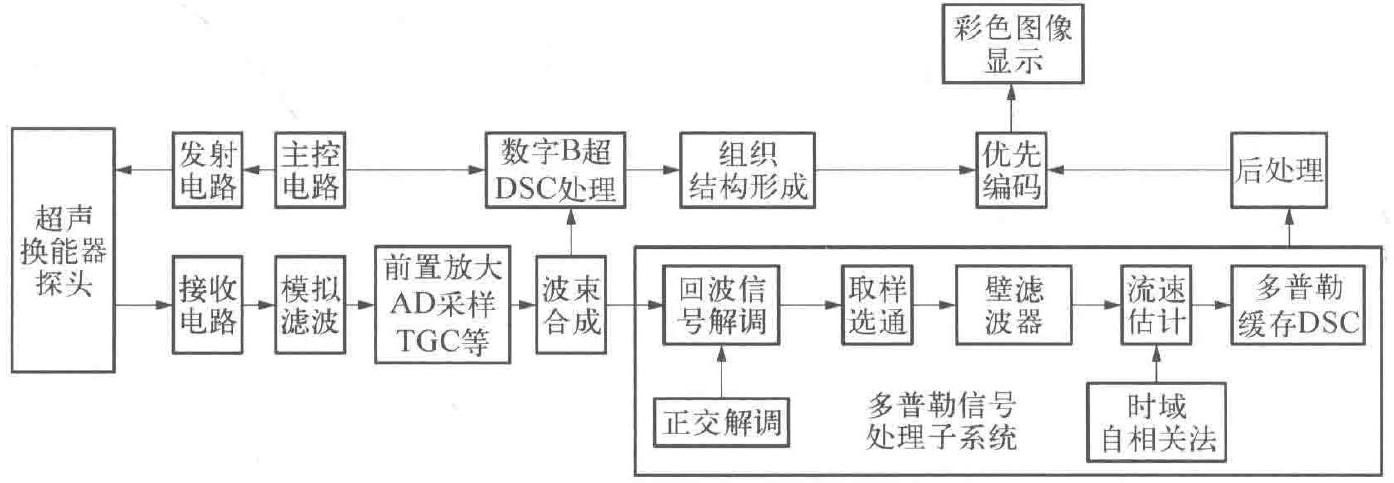 彩色图像
显示
超声
换能器
探头
发射
电路
主控
电路
数字B超
DSC处理
组织
结构形成
优先
编码
后处理
接收
电路
模拟
滤波
前置放大
AD采样
TGC等
波束
合成
回波信
号解调
取样
选通
壁滤
波器
流速
估计
多普勒
缓存DSC
正交解调
多普勒信号
处理子系统
时域
自相关法